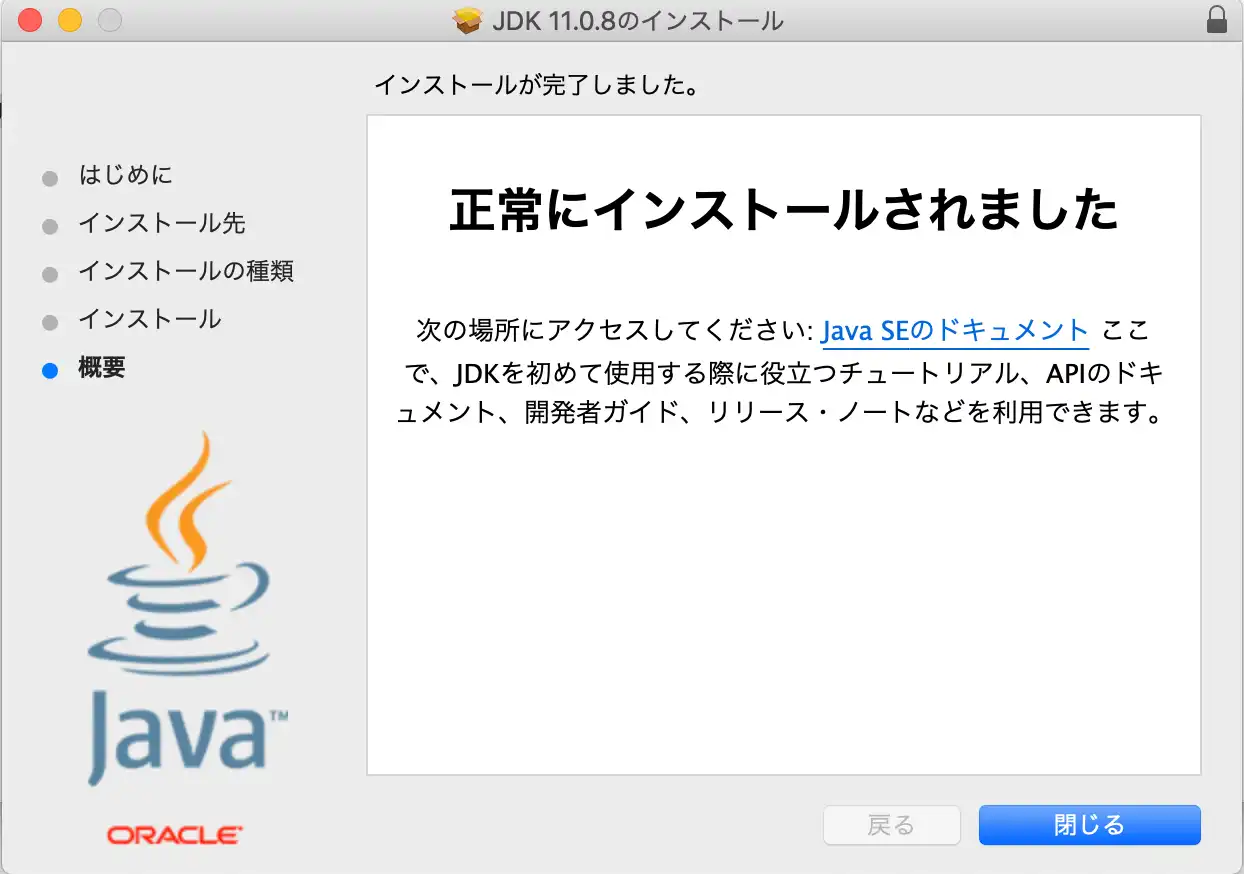 JDK 11.0.8のインストール
インストールが完了しました。
はじめに
インストール先
インストールの種類
インストール
概要
正常にインストールされました
次の場所にアクセスしてください: Java SEのドキュメント ここ
で、JDKを初めて使用する際に役立つチュートリアル、APIのドキ
ュメント、開発者ガイド、リリース・ノートなどを利用できます。
Java™
ORACLE
戻る
閉じる